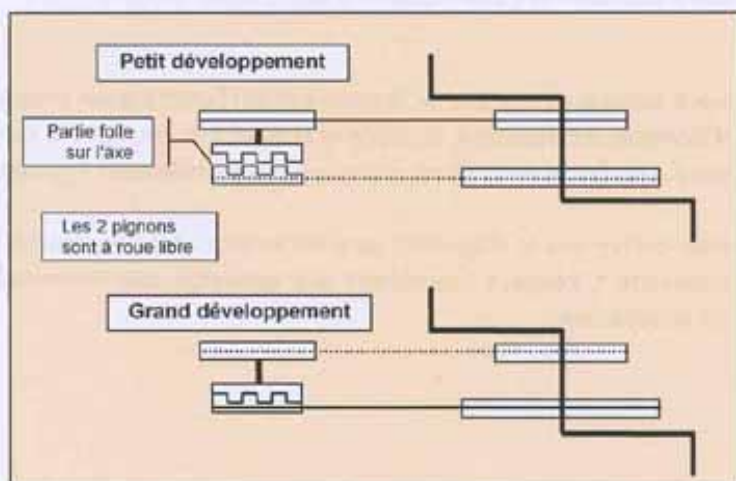 Petit développement
Partie folle
sur l'axe
Les 2 pignons
sont à roue libre
Grand développement